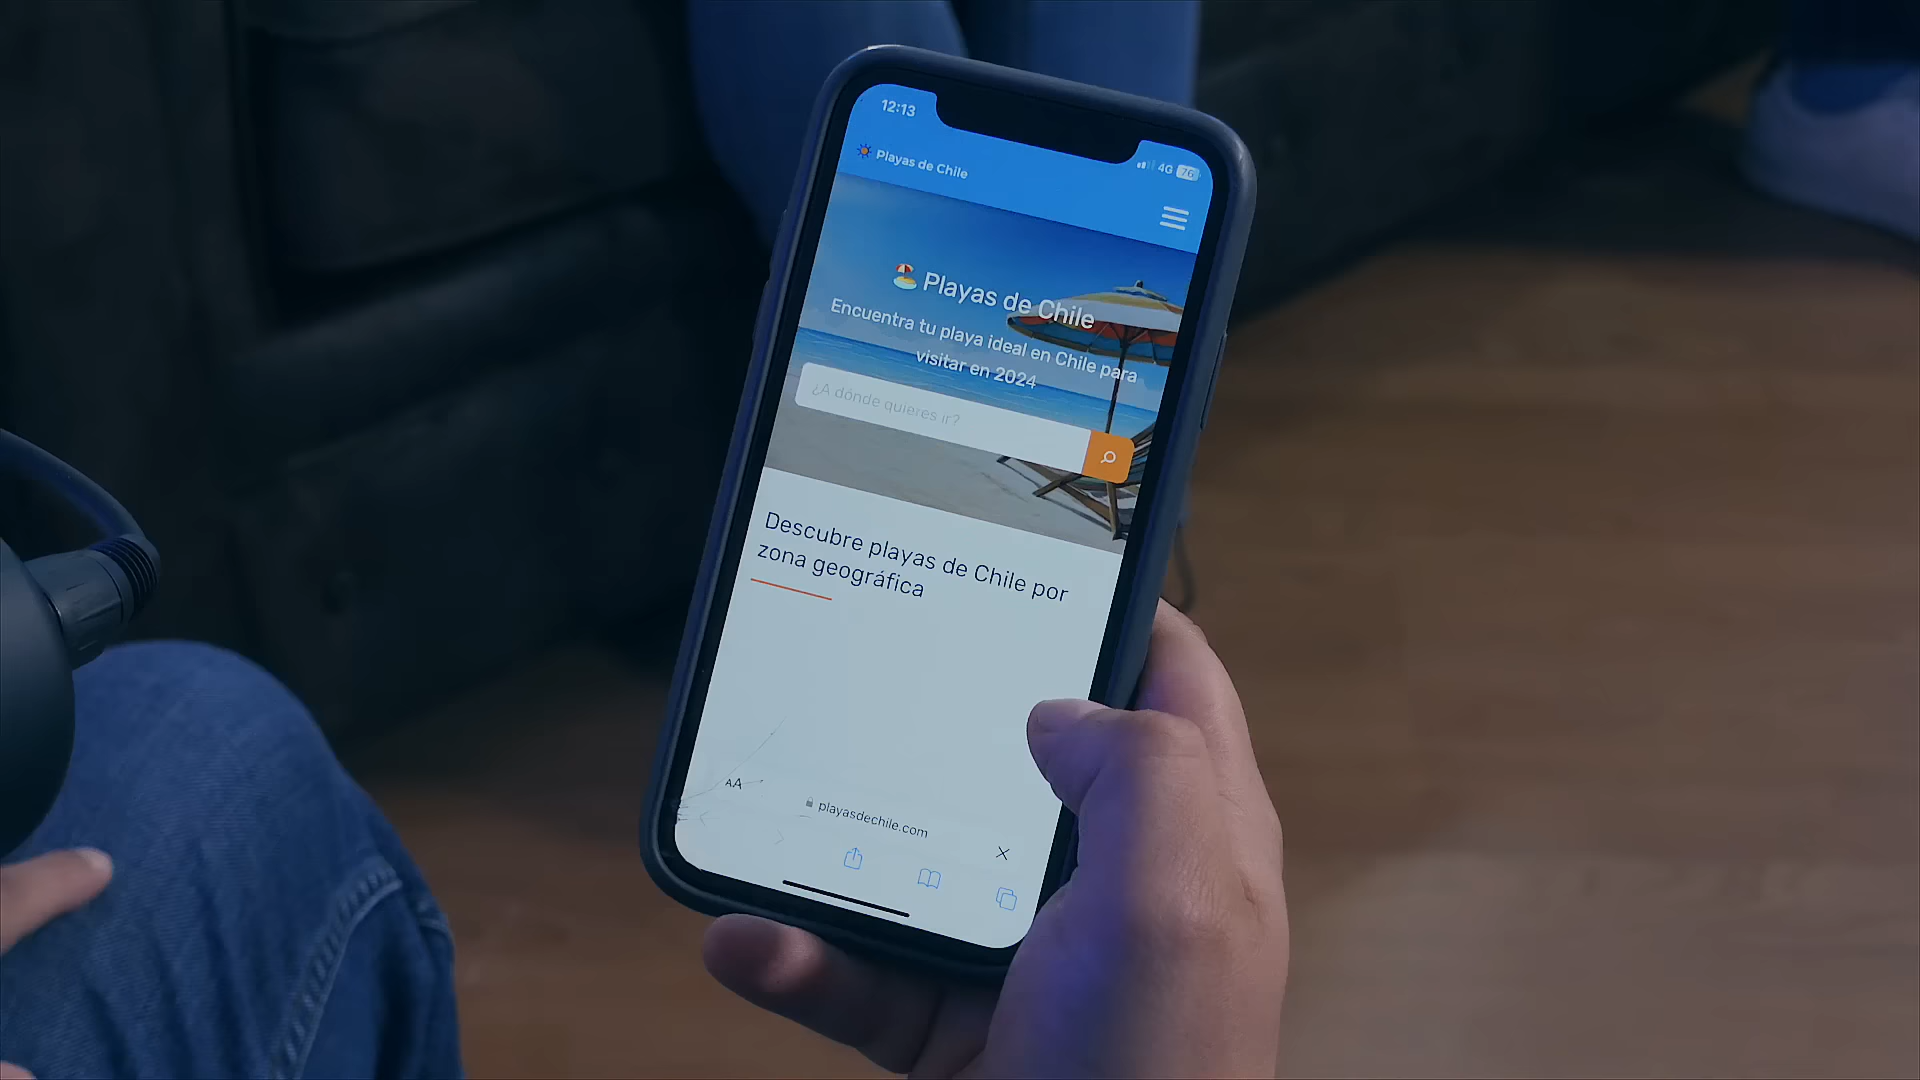 12:13
4G 76
Playas de Chile
Playas de Chile
Encuentra tu playa ideal en Chile para
visitar en 2024
¿A dónde quieres ir?
Descubre playas de Chile por
zona geográfica
AA
playasdechile.com